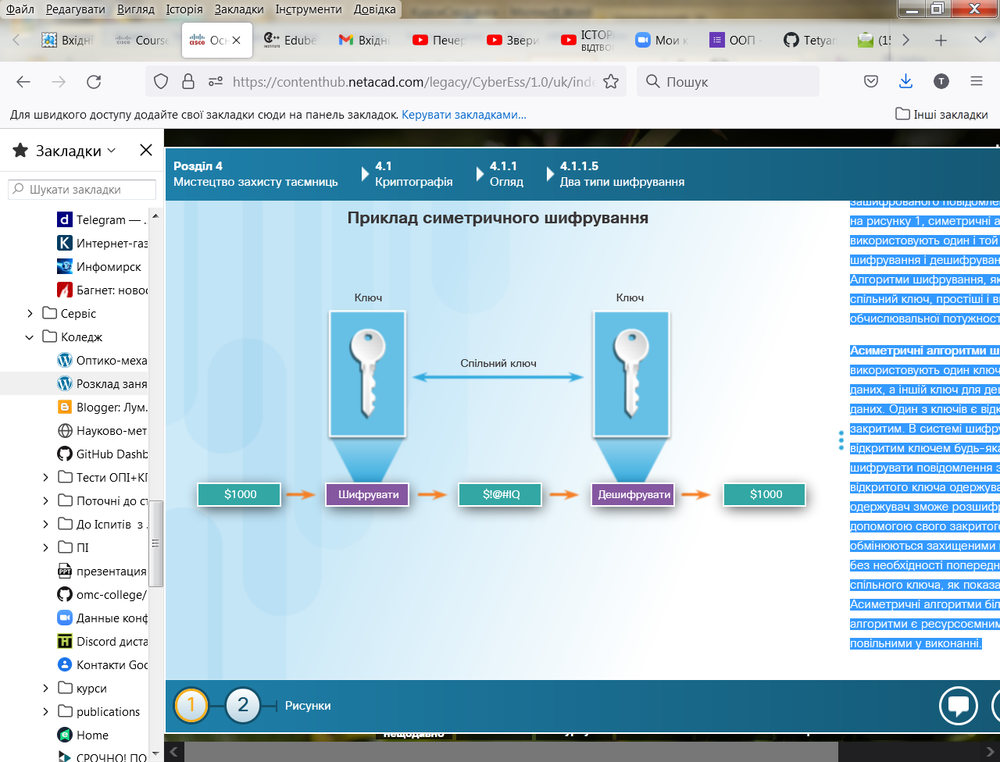 Файл Редагувати Вигляд Історія Закладки Інструменти Довідка
Вхідні
Course
Осн
Edube
Вхідні
Печер
Звери
ІСТОР
ВІДТВО
Мои к
ООП -
Tetyan
(15
https://contenthub.netacad.com/legacy/CyberEss/1.0/uk/inde
Пошук
T
Для швидкого доступу додайте свої закладки сюди на панель закладок. Керувати закладками...
Інші закладки
Закладки
Шукати закладки
Telegram — ..
Интернет-газ
Инфомирск
Багнет: новос
Сервіс
Коледж
Оптико-меха
Розклад заня
Blogger: Лум.
Науково-мет
GitHub Dashb
Тести ОПІ+КГ
Поточні до ст
До Іспитів з .
ПІ
презентация
omc-college/
Данные конф
Discord диста
Контакти Goo
курси
publications
Home
СРОЧНО! ПО
Розділ 4
Мистецтво захисту таємниць
4.1
Криптографія
4.1.1
Огляд
4.1.1.5
Два типи шифрування
Приклад симетричного шифрування
Ключ
Ключ
Спільний ключ
$1000
Шифрувати
$!@#IQ
Дешифрувати
$1000
зашифрованого повідомле
на рисунку 1, симетричні а
використовують один і той
шифрування і дешифруван
Алгоритми шифрування, як
спільний ключ, простіші і в
обчислювальної потужност
Асиметричні алгоритми ш
використовують один ключ
даних, а іншій ключ для де
даних. Один з ключів є відк
закритим. В системі шифру
відкритим ключем будь-яка
шифрувати повідомлення з
відкритого ключа одержува
одержувач зможе розшифр
допомогою свого закритого
обмінюються захищеними
без необхідності попередн
спільного ключа, як показа
Асиметричні алгоритми біл
алгоритми є ресурсоємним
повільними у виконанні.
1
2
Рисунки
нещодавно